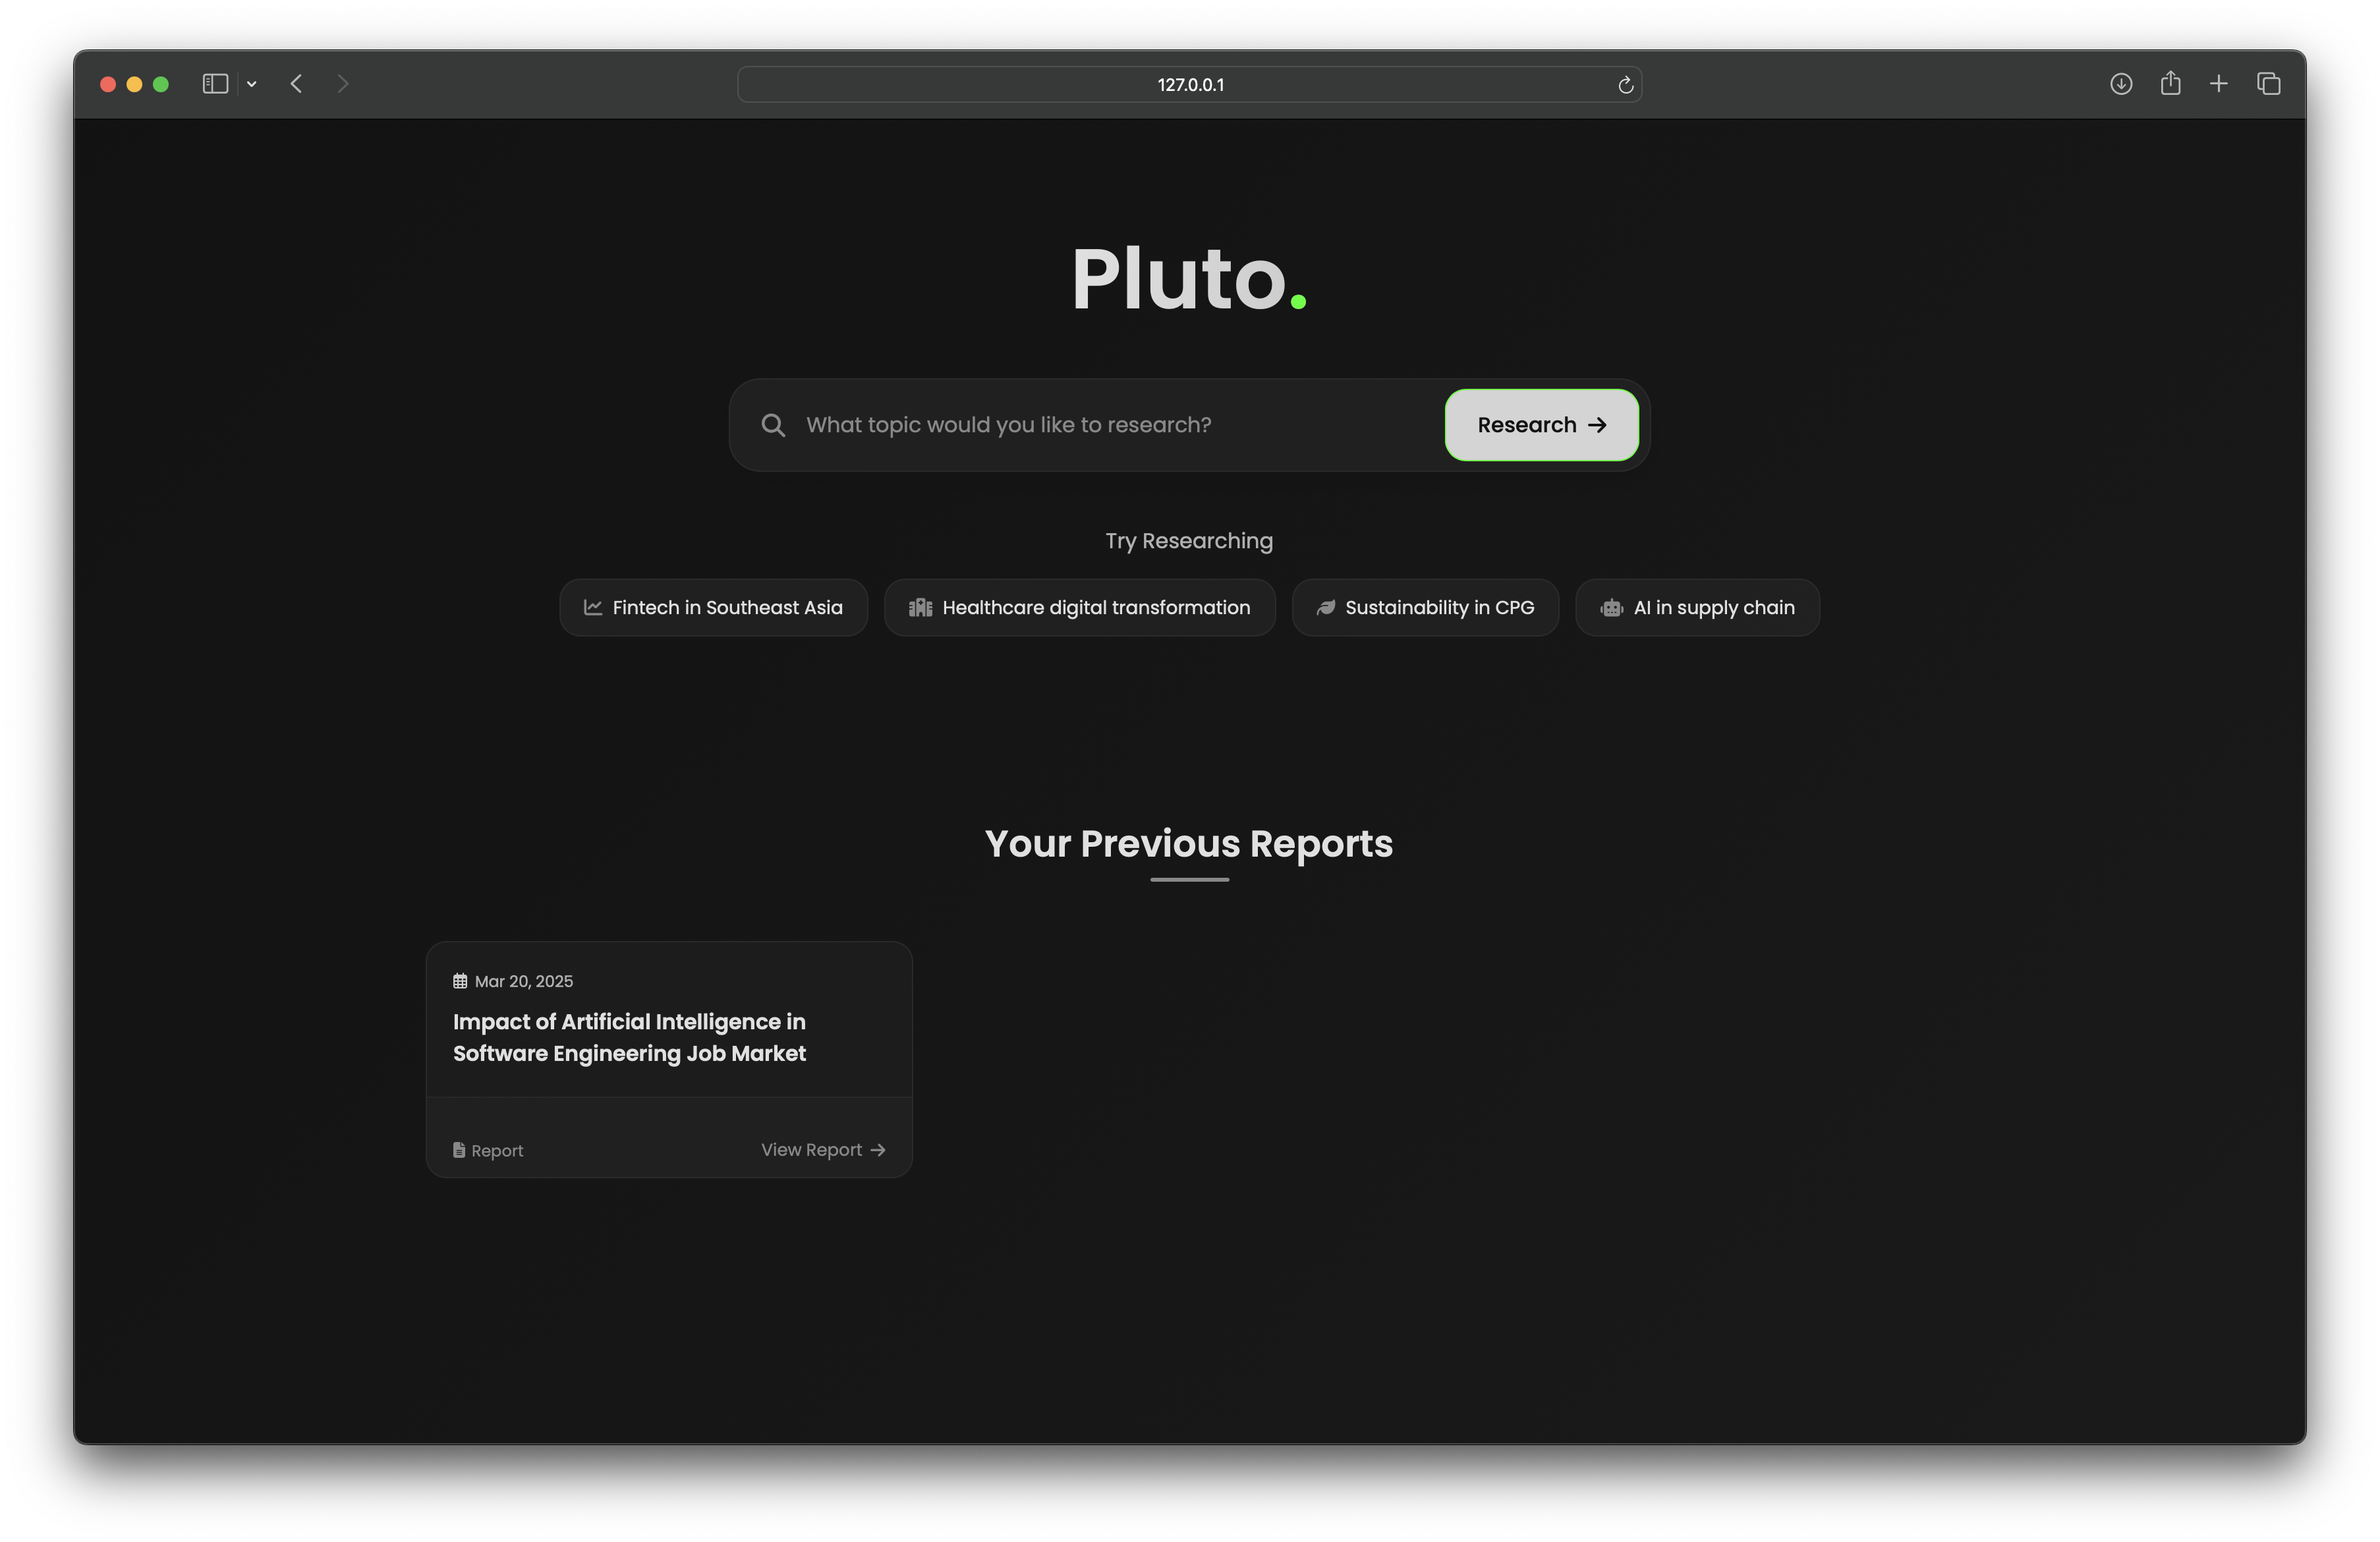 127.0.0.1
Pluto.
What topic would you like to research?
Research →
Try Researching
Fintech in Southeast Asia
Healthcare digital transformation
Sustainability in CPG
AI in supply chain
Your Previous Reports
Mar 20, 2025
Impact of Artificial Intelligence in
Software Engineering Job Market
Report
View Report →